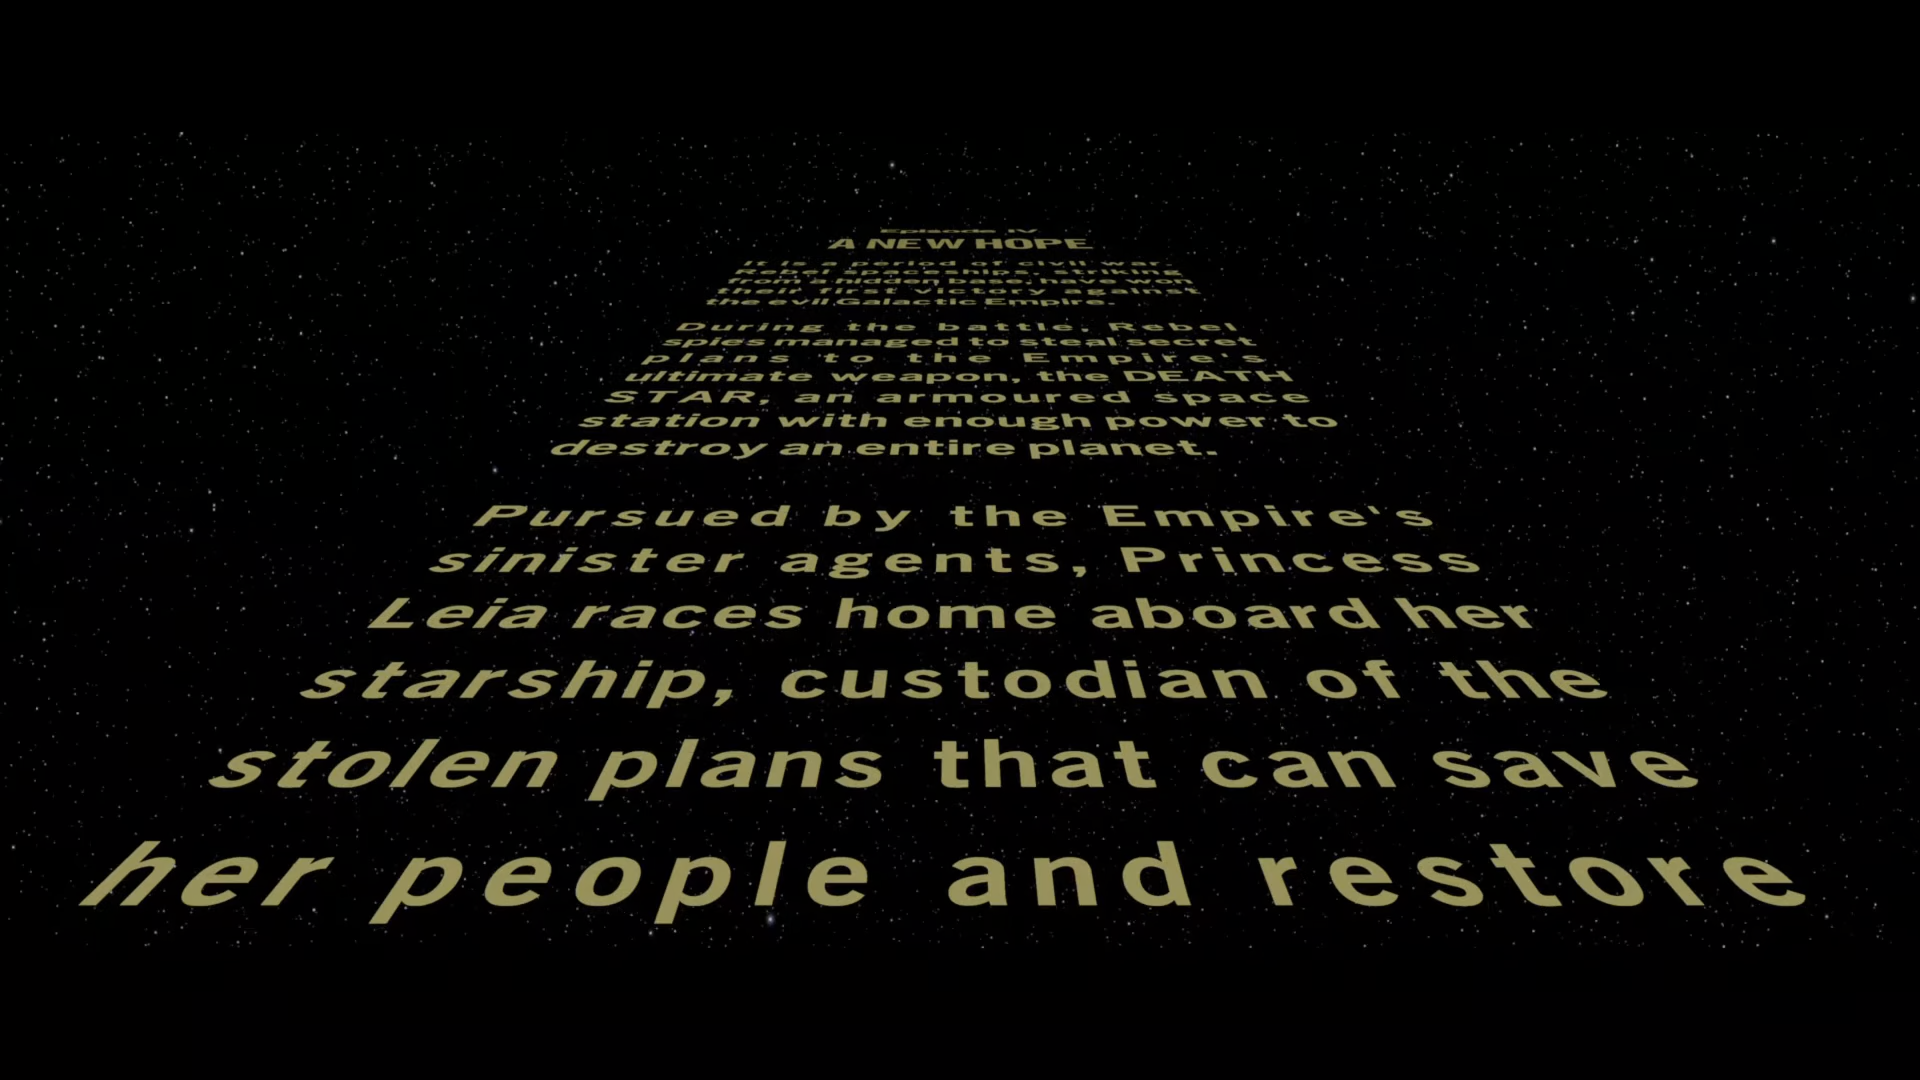 Episode IV
A NEW HOPE
It is a period of civil war.
Rebel spaceships, striking
from a hidden base, have won
their first victory against
the evil Galactic Empire.
During the battle, Rebel
spies managed to steal secret
plans to the Empire's
ultimate weapon, the DEATH
STAR, an armoured space
station with enough power to
destroy an entire planet.
Pursued by the Empire's
sinister agents, Princess
Leia races home aboard her
starship, custodian of the
stolen plans that can save
her people and restore